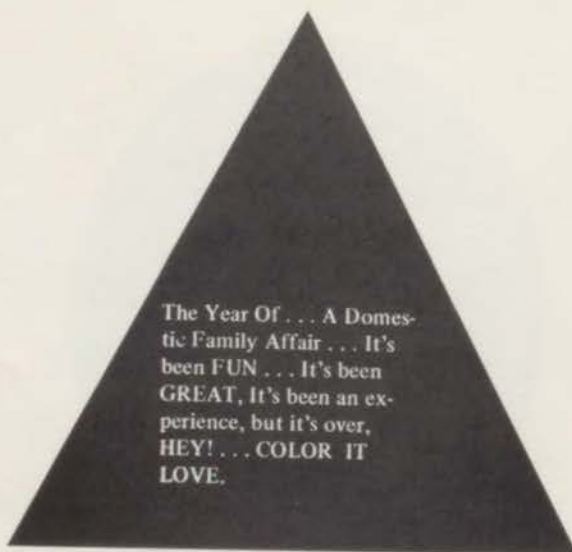 The Year Of . . . A Domes-
tic Family Affair . . . It's
been FUN . . . It's been
GREAT, It's been an ex-
perience, but it's over,
HEY! . . . COLOR IT
LOVE.